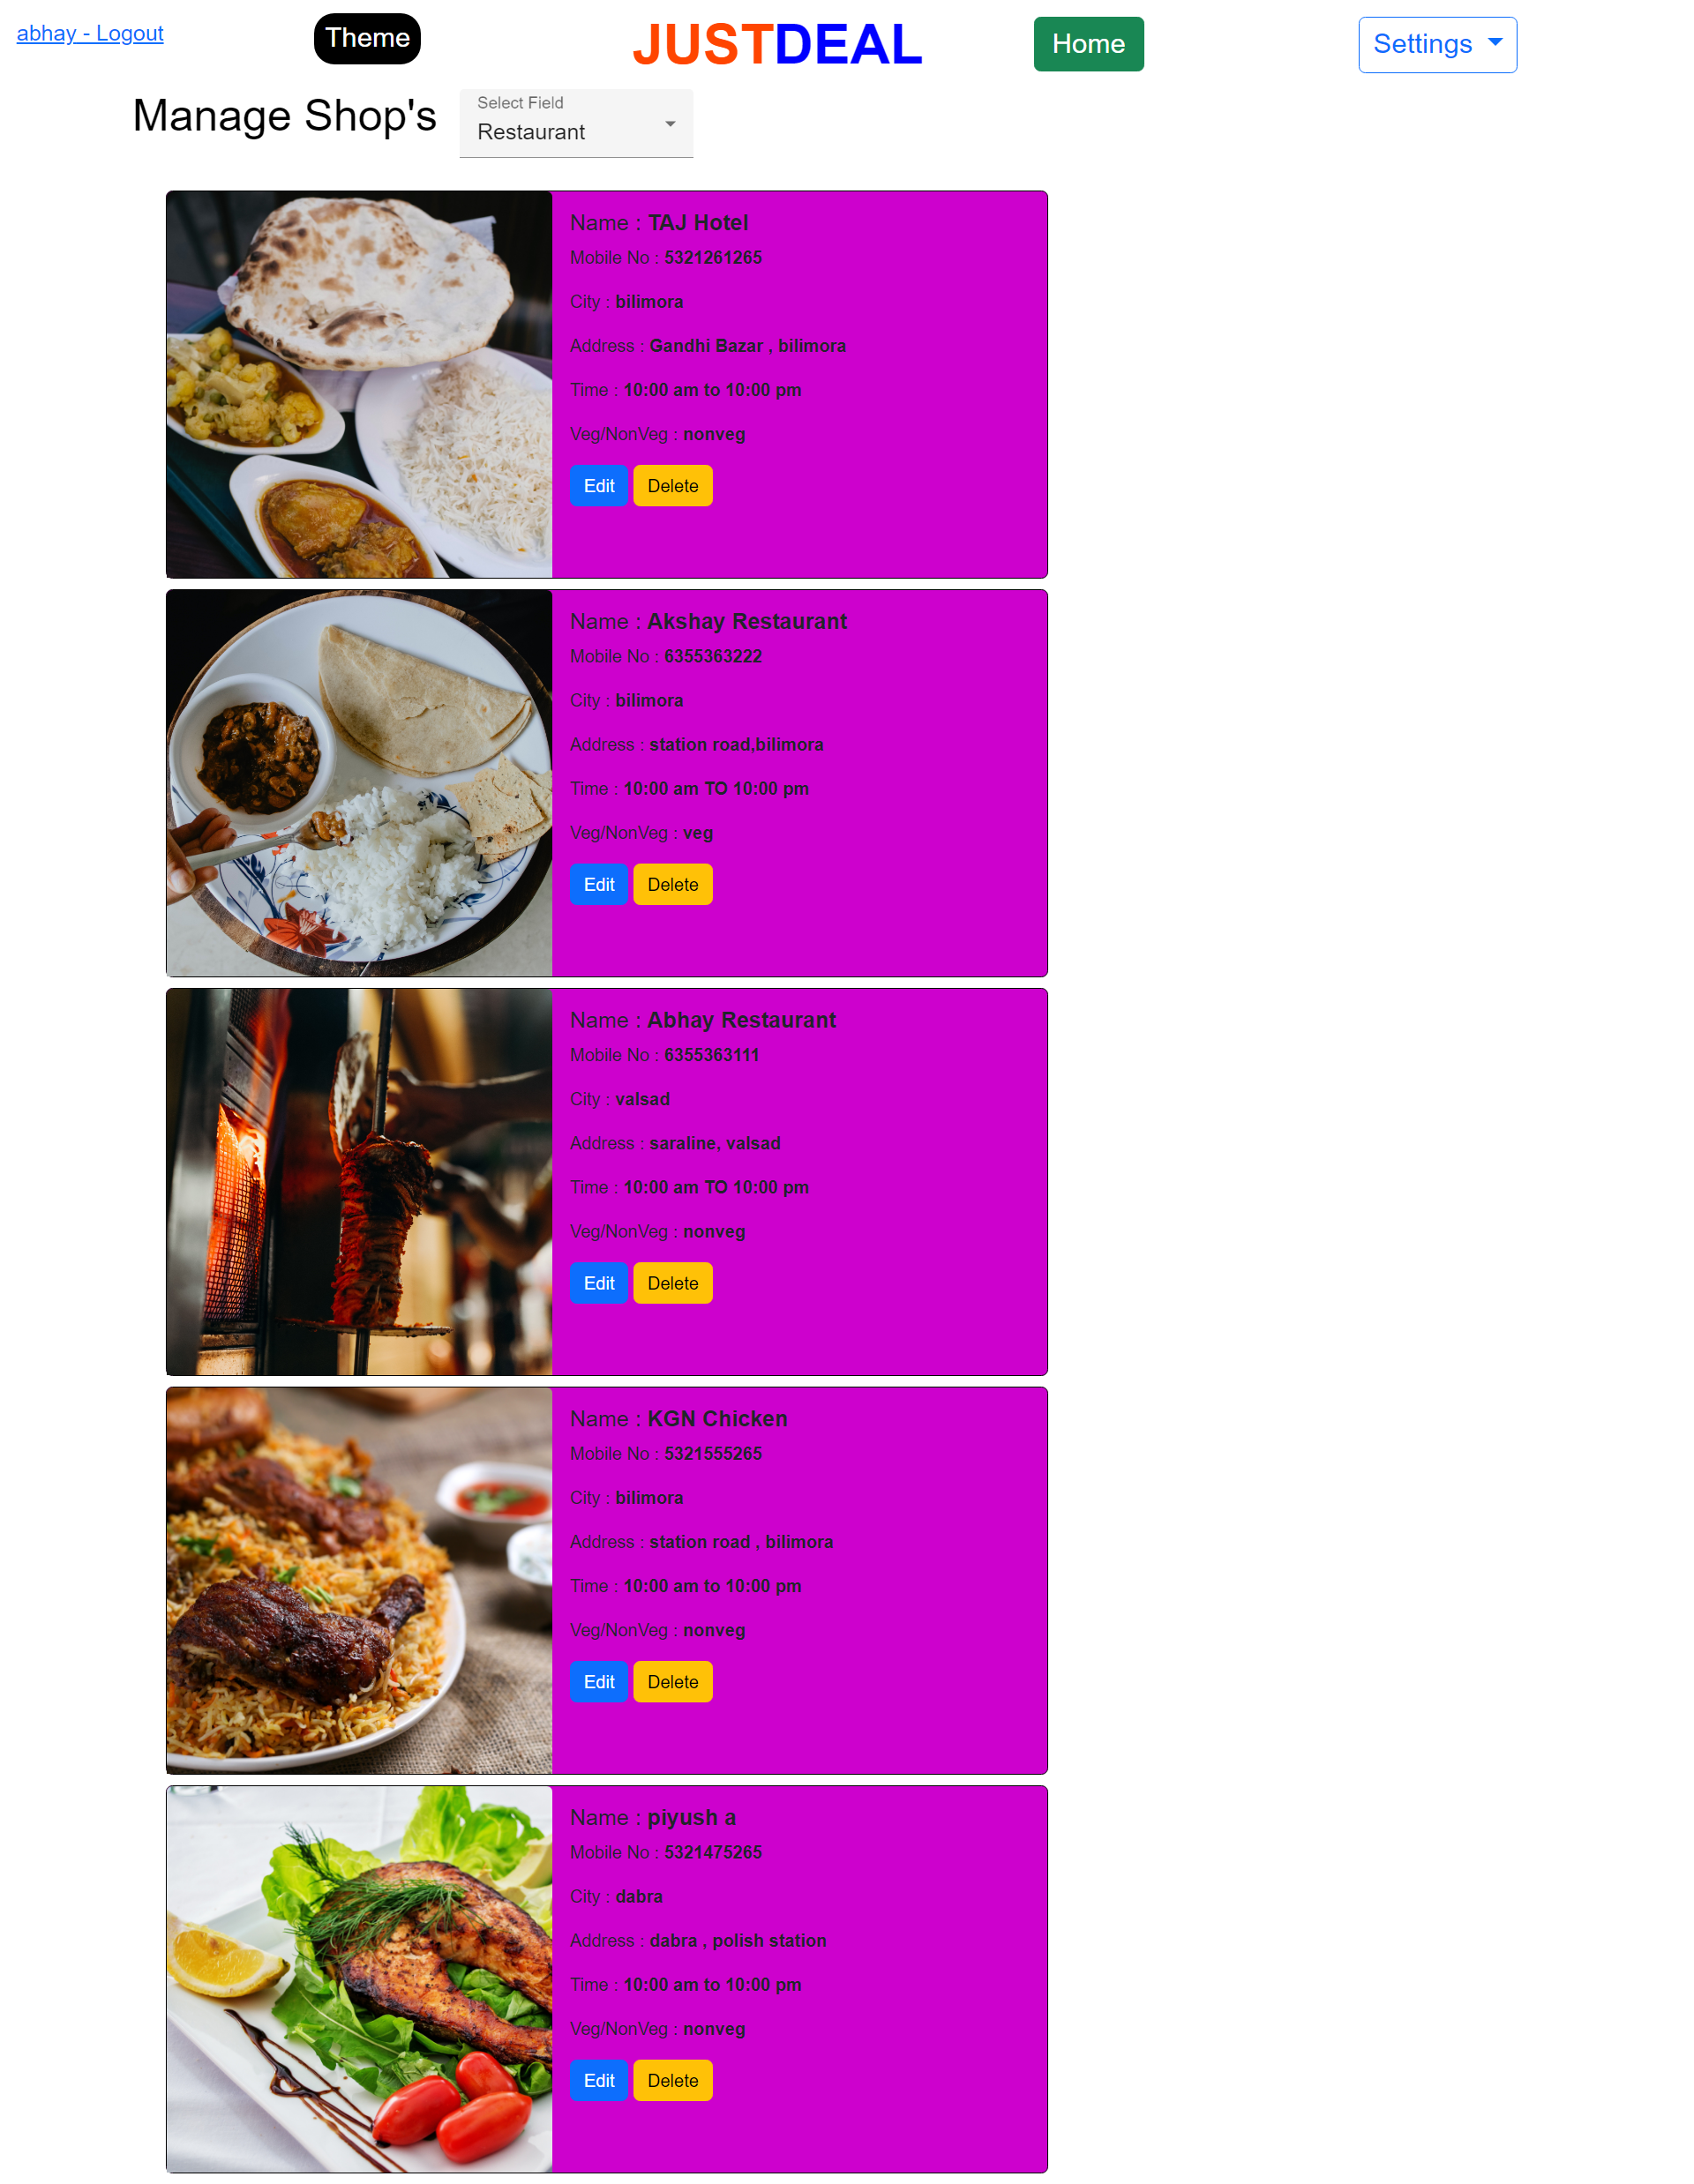 abhay - Logout
Theme
JUSTDEAL
Home
Settings
Manage Shop's
Select Field
Restaurant
Name : TAJ Hotel
Mobile No : 5321261265
City : bilimora
Address : Gandhi Bazar , bilimora
Time : 10:00 am to 10:00 pm
Veg/NonVeg : nonveg
Edit Delete
Name : Akshay Restaurant
Mobile No : 6355363222
City : bilimora
Address : station road,bilimora
Time : 10:00 am TO 10:00 pm
Veg/NonVeg : veg
Edit Delete
Name : Abhay Restaurant
Mobile No : 6355363111
City : valsad
Address : saraline, valsad
Time : 10:00 am TO 10:00 pm
Veg/NonVeg : nonveg
Edit Delete
Name : KGN Chicken
Mobile No : 5321555265
City : bilimora
Address : station road , bilimora
Time : 10:00 am to 10:00 pm
Veg/NonVeg : nonveg
Edit Delete
Name : piyush a
Mobile No : 5321475265
City : dabra
Address : dabra , polish station
Time : 10:00 am to 10:00 pm
Veg/NonVeg : nonveg
Edit Delete